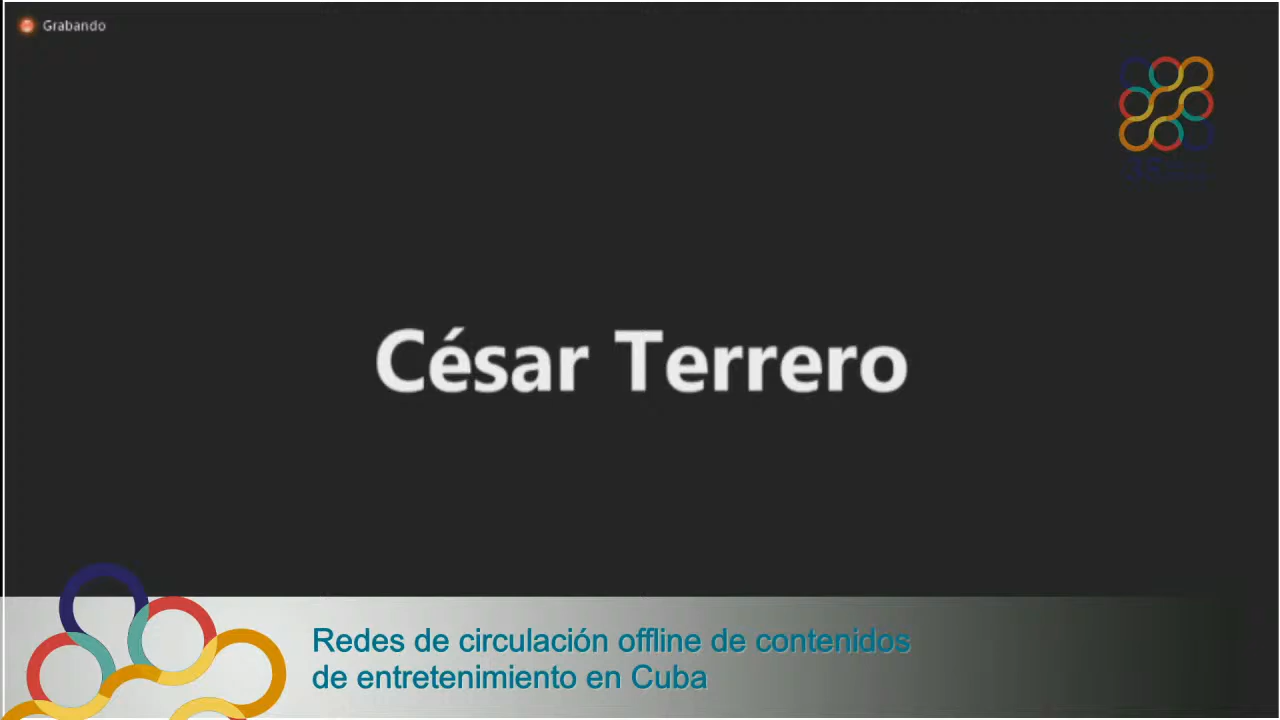 Grabando
César Terrero
Redes de circulación offline de contenidos
de entretenimiento en Cuba